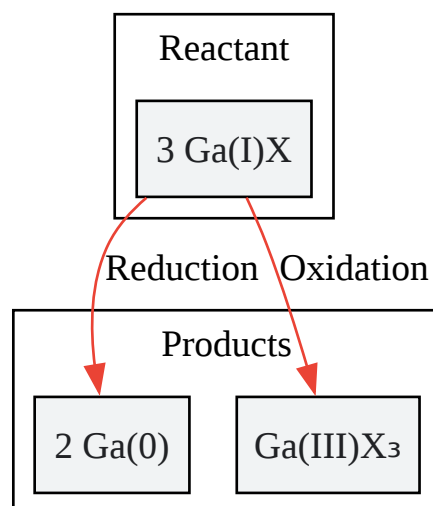 Reactant
3 Ga(I)X
Reduction
Oxidation
Products
2 Ga(0)
Ga(III)X₃